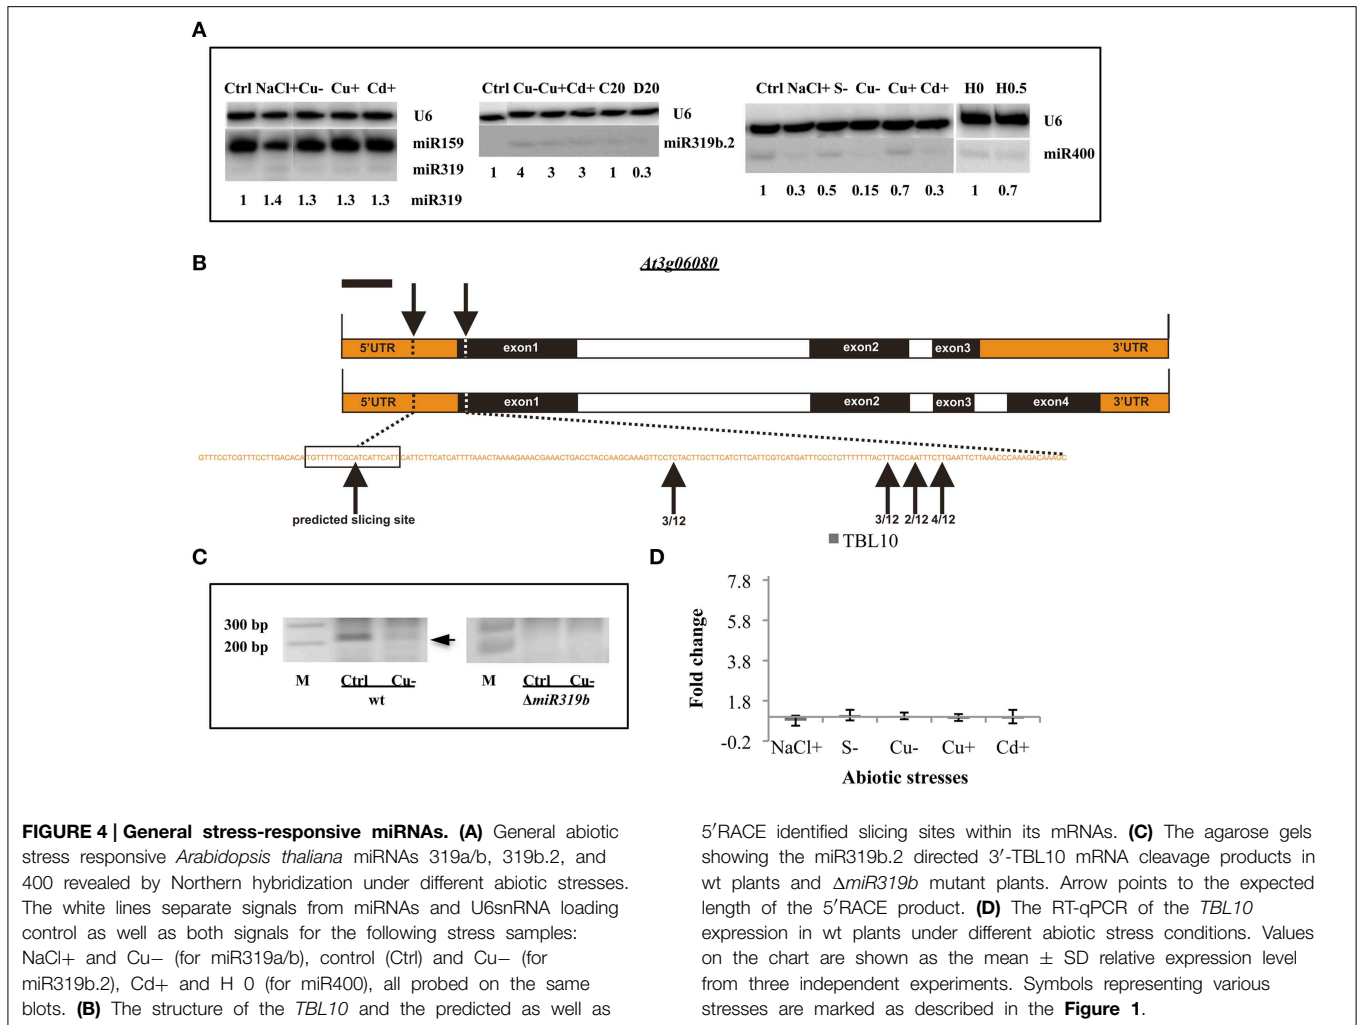 A
Ctrl NaCl+Cu- Cu+ Cd+
U6
miR159
miR319
1 1.4 1.3 1.3 1.3 miR319
Ctrl Cu-Cu+Cd+ C20 D20
U6
miR319b.2
1 4 3 3 1 0.3
Ctrl NaCl+ S- Cu- Cu+ Cd+ H0 H0.5
U6
miR400
1 0.3 0.5 0.15 0.7 0.3 1 0.7
B
At3g06080
5'UTR exon1 exon2 exon3 3'UTR
5'UTR exon1 exon2 exon3 exon4 3'UTR
GTTTCCTCGTTTCCTTGACACATGTTTTTCGCATCATTCATTCATTCTTCATCATTTTAAACTAAAAGAAACGAAACTGACCTACCAAGCAAAGTTCCTCTACTTGCTTCATCTTCATTCGTCATGATTTCCCTCTTTTTTTACTTTACCAATTTCTTGAATTCTTAAACCCAAAGACAAAGC
predicted slicing site 3/12 3/12 2/12 4/12
C
300 bp
200 bp
M Ctrl Cu-
wt
M Ctrl Cu-
ΔmiR319b
D
TBL10
Fold change
7.8
5.8
3.8
1.8
-0.2
NaCl+ S- Cu- Cu+ Cd+
Abiotic stresses
FIGURE 4 | General stress-responsive miRNAs. (A) General abiotic
stress responsive Arabidopsis thaliana miRNAs 319a/b, 319b.2, and
400 revealed by Northern hybridization under different abiotic stresses.
The white lines separate signals from miRNAs and U6snRNA loading
control as well as both signals for the following stress samples:
NaCl+ and Cu− (for miR319a/b), control (Ctrl) and Cu− (for
miR319b.2), Cd+ and H 0 (for miR400), all probed on the same
blots. (B) The structure of the TBL10 and the predicted as well as
5′RACE identified slicing sites within its mRNAs. (C) The agarose gels
showing the miR319b.2 directed 3′-TBL10 mRNA cleavage products in
wt plants and ΔmiR319b mutant plants. Arrow points to the expected
length of the 5′RACE product. (D) The RT-qPCR of the TBL10
expression in wt plants under different abiotic stress conditions. Values
on the chart are shown as the mean ± SD relative expression level
from three independent experiments. Symbols representing various
stresses are marked as described in the Figure 1.